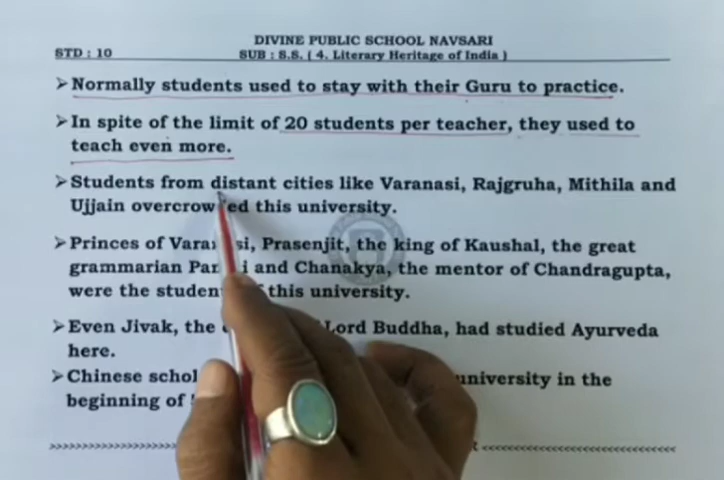 DIVINE PUBLIC SCHOOL NAVSARI
STD : 10 SUB : S.S. ( 4. Literary Heritage of India )
➢ Normally students used to stay with their Guru to practice.
➢ In spite of the limit of 20 students per teacher, they used to
teach even more.
➢ Students from distant cities like Varanasi, Rajgruha, Mithila and
Ujjain overcrowded this university.
➢ Princes of Varanasi, Prasenjit, the king of Kaushal, the great
grammarian and Chanakya, the mentor of Chandragupta,
were the students of this university.
➢ Even Jivak, the Lord Buddha, had studied Ayurveda
here.
➢ Chinese university in the
beginning of